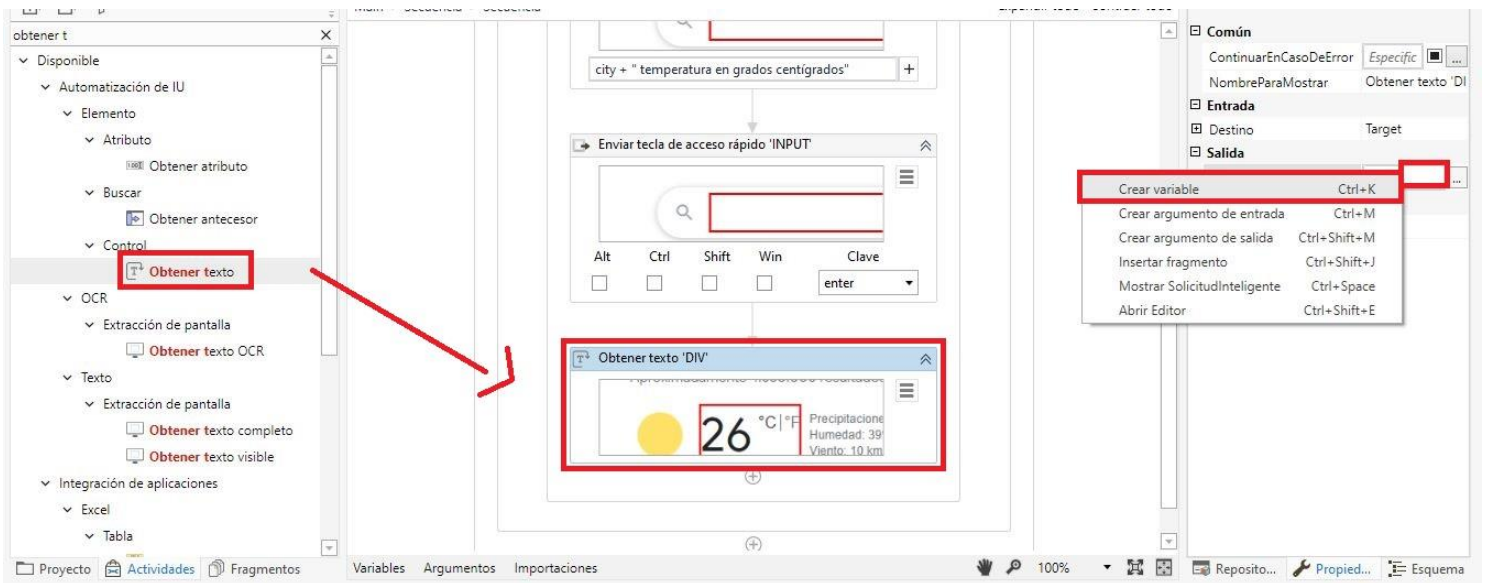 obtener t
Disponible
Automatización de IU
Elemento
Atributo
Obtener atributo
Buscar
Obtener antecesor
Control
Obtener texto
OCR
Extracción de pantalla
Obtener texto OCR
Texto
Extracción de pantalla
Obtener texto completo
Obtener texto visible
Integración de aplicaciones
Excel
Tabla
Proyecto Actividades Fragmentos
city + " temperatura en grados centígrados"
Enviar tecla de acceso rápido 'INPUT'
Alt Ctrl Shift Win Clave
enter
Obtener texto 'DIV'
26 °C | °F
Precipitacione
Humedad: 39
Viento: 10 km
Variables Argumentos Importaciones
100%
Común
ContinuarEnCasoDeError Especific ...
NombreParaMostrar Obtener texto 'DI
Entrada
Destino Target
Salida
...
Crear variable Ctrl+K
Crear argumento de entrada Ctrl+M
Crear argumento de salida Ctrl+Shift+M
Insertar fragmento Ctrl+Shift+J
Mostrar SolicitudInteligente Ctrl+Space
Abrir Editor Ctrl+Shift+E
Reposito... Propied... Esquema